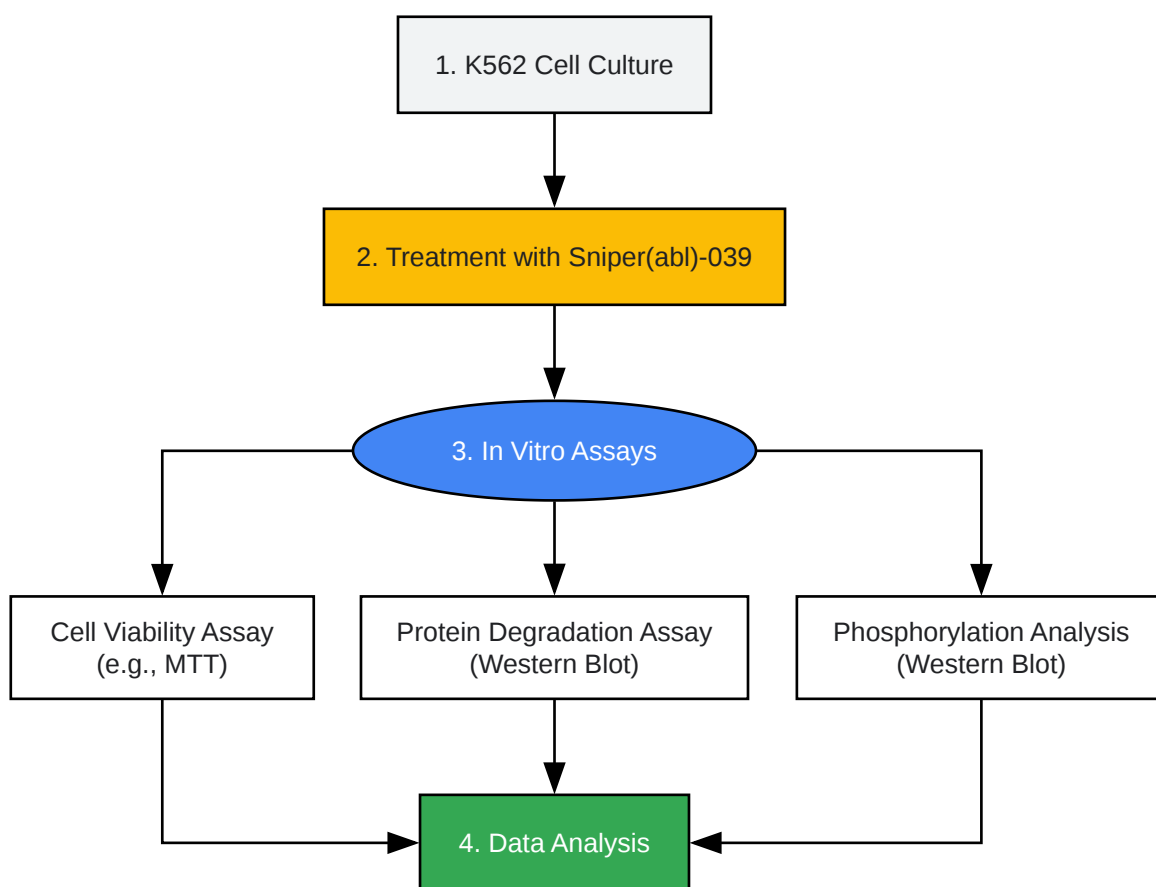 1. K562 Cell Culture
2. Treatment with Sniper(abl)-039
3. In Vitro Assays
Cell Viability Assay
(e.g., MTT)
Protein Degradation Assay
(Western Blot)
Phosphorylation Analysis
(Western Blot)
4. Data Analysis